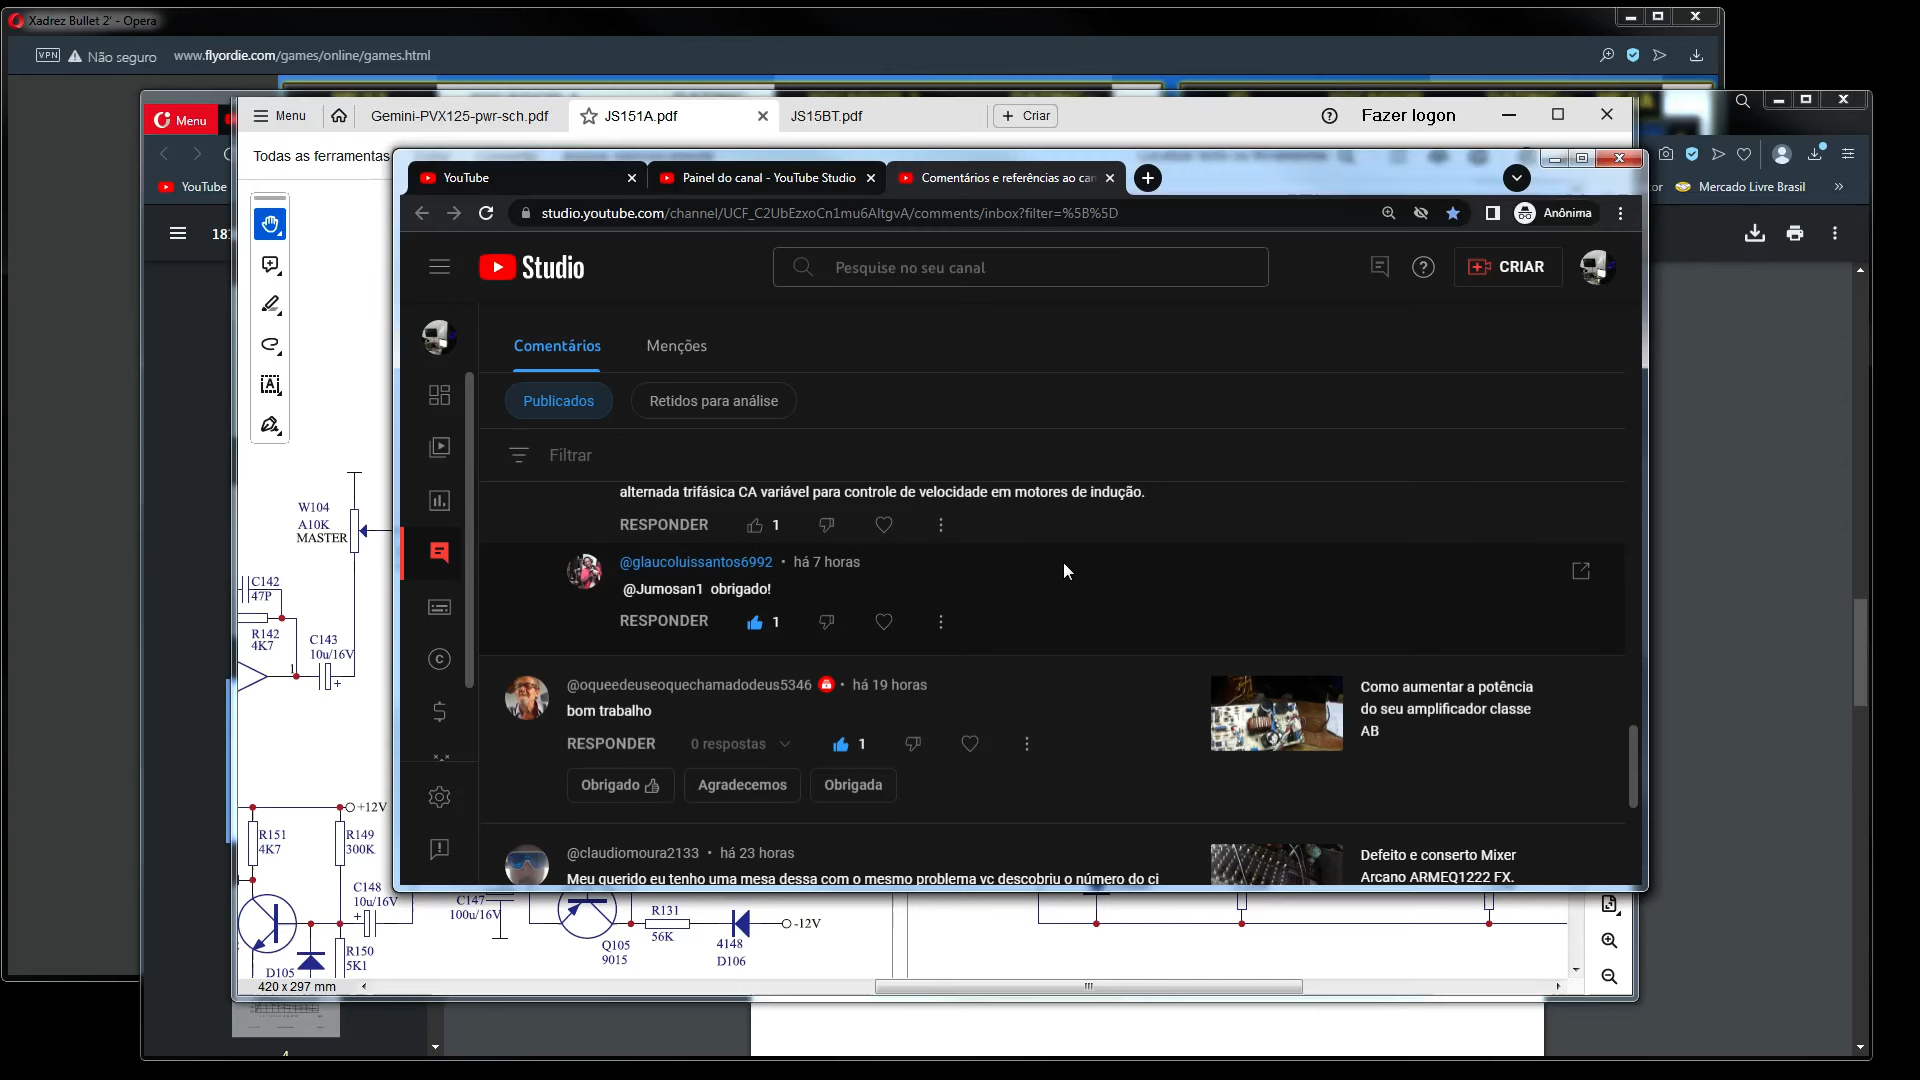 Xadrez Bullet 2' - Opera
VPN
Não seguro
www.flyordie.com/games/online/games.html
Menu
YouTube
Mercado Livre Brasil
»
Menu
Gemini-PVX125-pwr-sch.pdf
JS151A.pdf
JS15BT.pdf
+ Criar
Fazer logon
Todas as ferramentas
YouTube
Painel do canal - YouTube Studio
Comentários e referências ao can
studio.youtube.com/channel/UCF_C2UbEzxoCn1mu6AltgvA/comments/inbox?filter=%5B%5D
Anônima
Studio
Pesquise no seu canal
CRIAR
Comentários
Menções
Publicados
Retidos para análise
Filtrar
alternada trifásica CA variável para controle de velocidade em motores de indução.
RESPONDER
1
@glaucoluissantos6992 • há 7 horas
@Jumosan1 obrigado!
RESPONDER
1
@oqueedeuseoquechamadodeus5346 • há 19 horas
bom trabalho
RESPONDER
0 respostas
1
Obrigado
Agradecemos
Obrigada
Como aumentar a potência
do seu amplificador classe
AB
@claudiomoura2133 • há 23 horas
Meu querido eu tenho uma mesa dessa com o mesmo problema vc descobriu o número do ci
Defeito e conserto Mixer
Arcano ARMEQ1222 FX.
W104
A10K
MASTER
C142
47P
R142
4K7
C143
10u/16V
1
+
+12V
R151
4K7
R149
300K
C148
10u/16V
+
R150
5K1
D105
C147
100u/16V
Q105
9015
R131
56K
4148
D106
-12V
420 x 297 mm